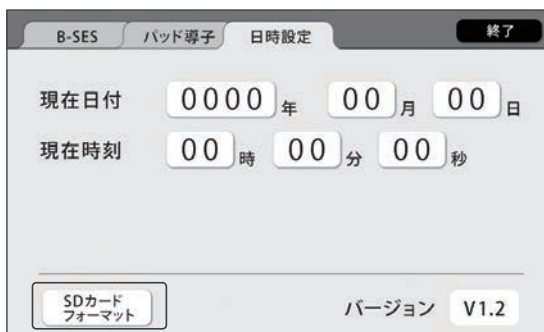 B-SES パッド導子 日時設定 終了
現在日付 0000 年 00 月 00 日
現在時刻 00 時 00 分 00 秒
SDカード
フォーマット
バージョン V1.2